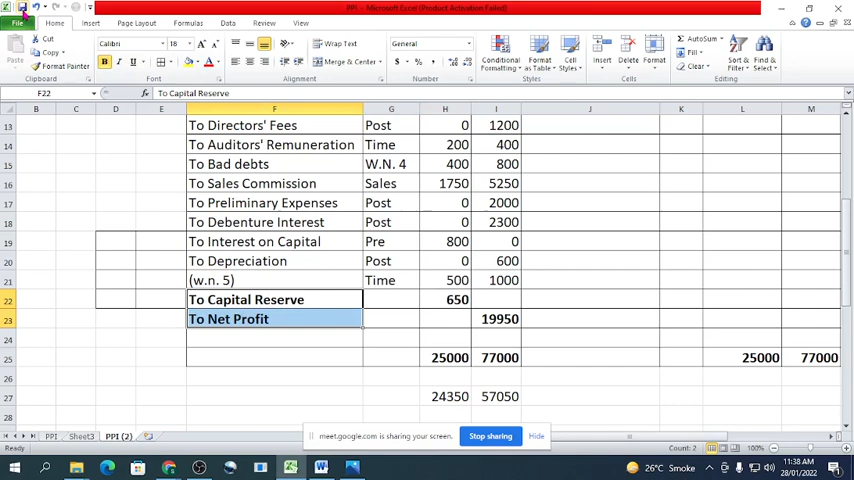 PPI - Microsoft Excel (Product Activation Failed)
File Home Insert Page Layout Formulas Data Review View
Cut
Copy
Format Painter
Paste
Clipboard
Calibri 18
B I U
Font
Wrap Text
Merge & Center
Alignment
General
$ % ,
Number
Conditional Formatting
Format as Table
Cell Styles
Styles
Insert Delete Format
Cells
AutoSum
Fill
Clear
Sort & Filter
Find & Select
Editing
F22 fx To Capital Reserve
B C D E F G H I J K L M
13 To Directors' Fees Post 0 1200
14 To Auditors' Remuneration Time 200 400
15 To Bad debts W.N. 4 400 800
16 To Sales Commission Sales 1750 5250
17 To Preliminary Expenses Post 0 2000
18 To Debenture Interest Post 0 2300
19 To Interest on Capital Pre 800 0
20 To Depreciation Post 0 600
21 (w.n. 5) Time 500 1000
22 To Capital Reserve 650
23 To Net Profit 19950
24
25 25000 77000 25000 77000
26
27 24350 57050
28
PPI Sheet3 PPI (2)
meet.google.com is sharing your screen. Stop sharing Hide
Ready Count: 2 100%
26°C Smoke 11:38 AM
28/01/2022